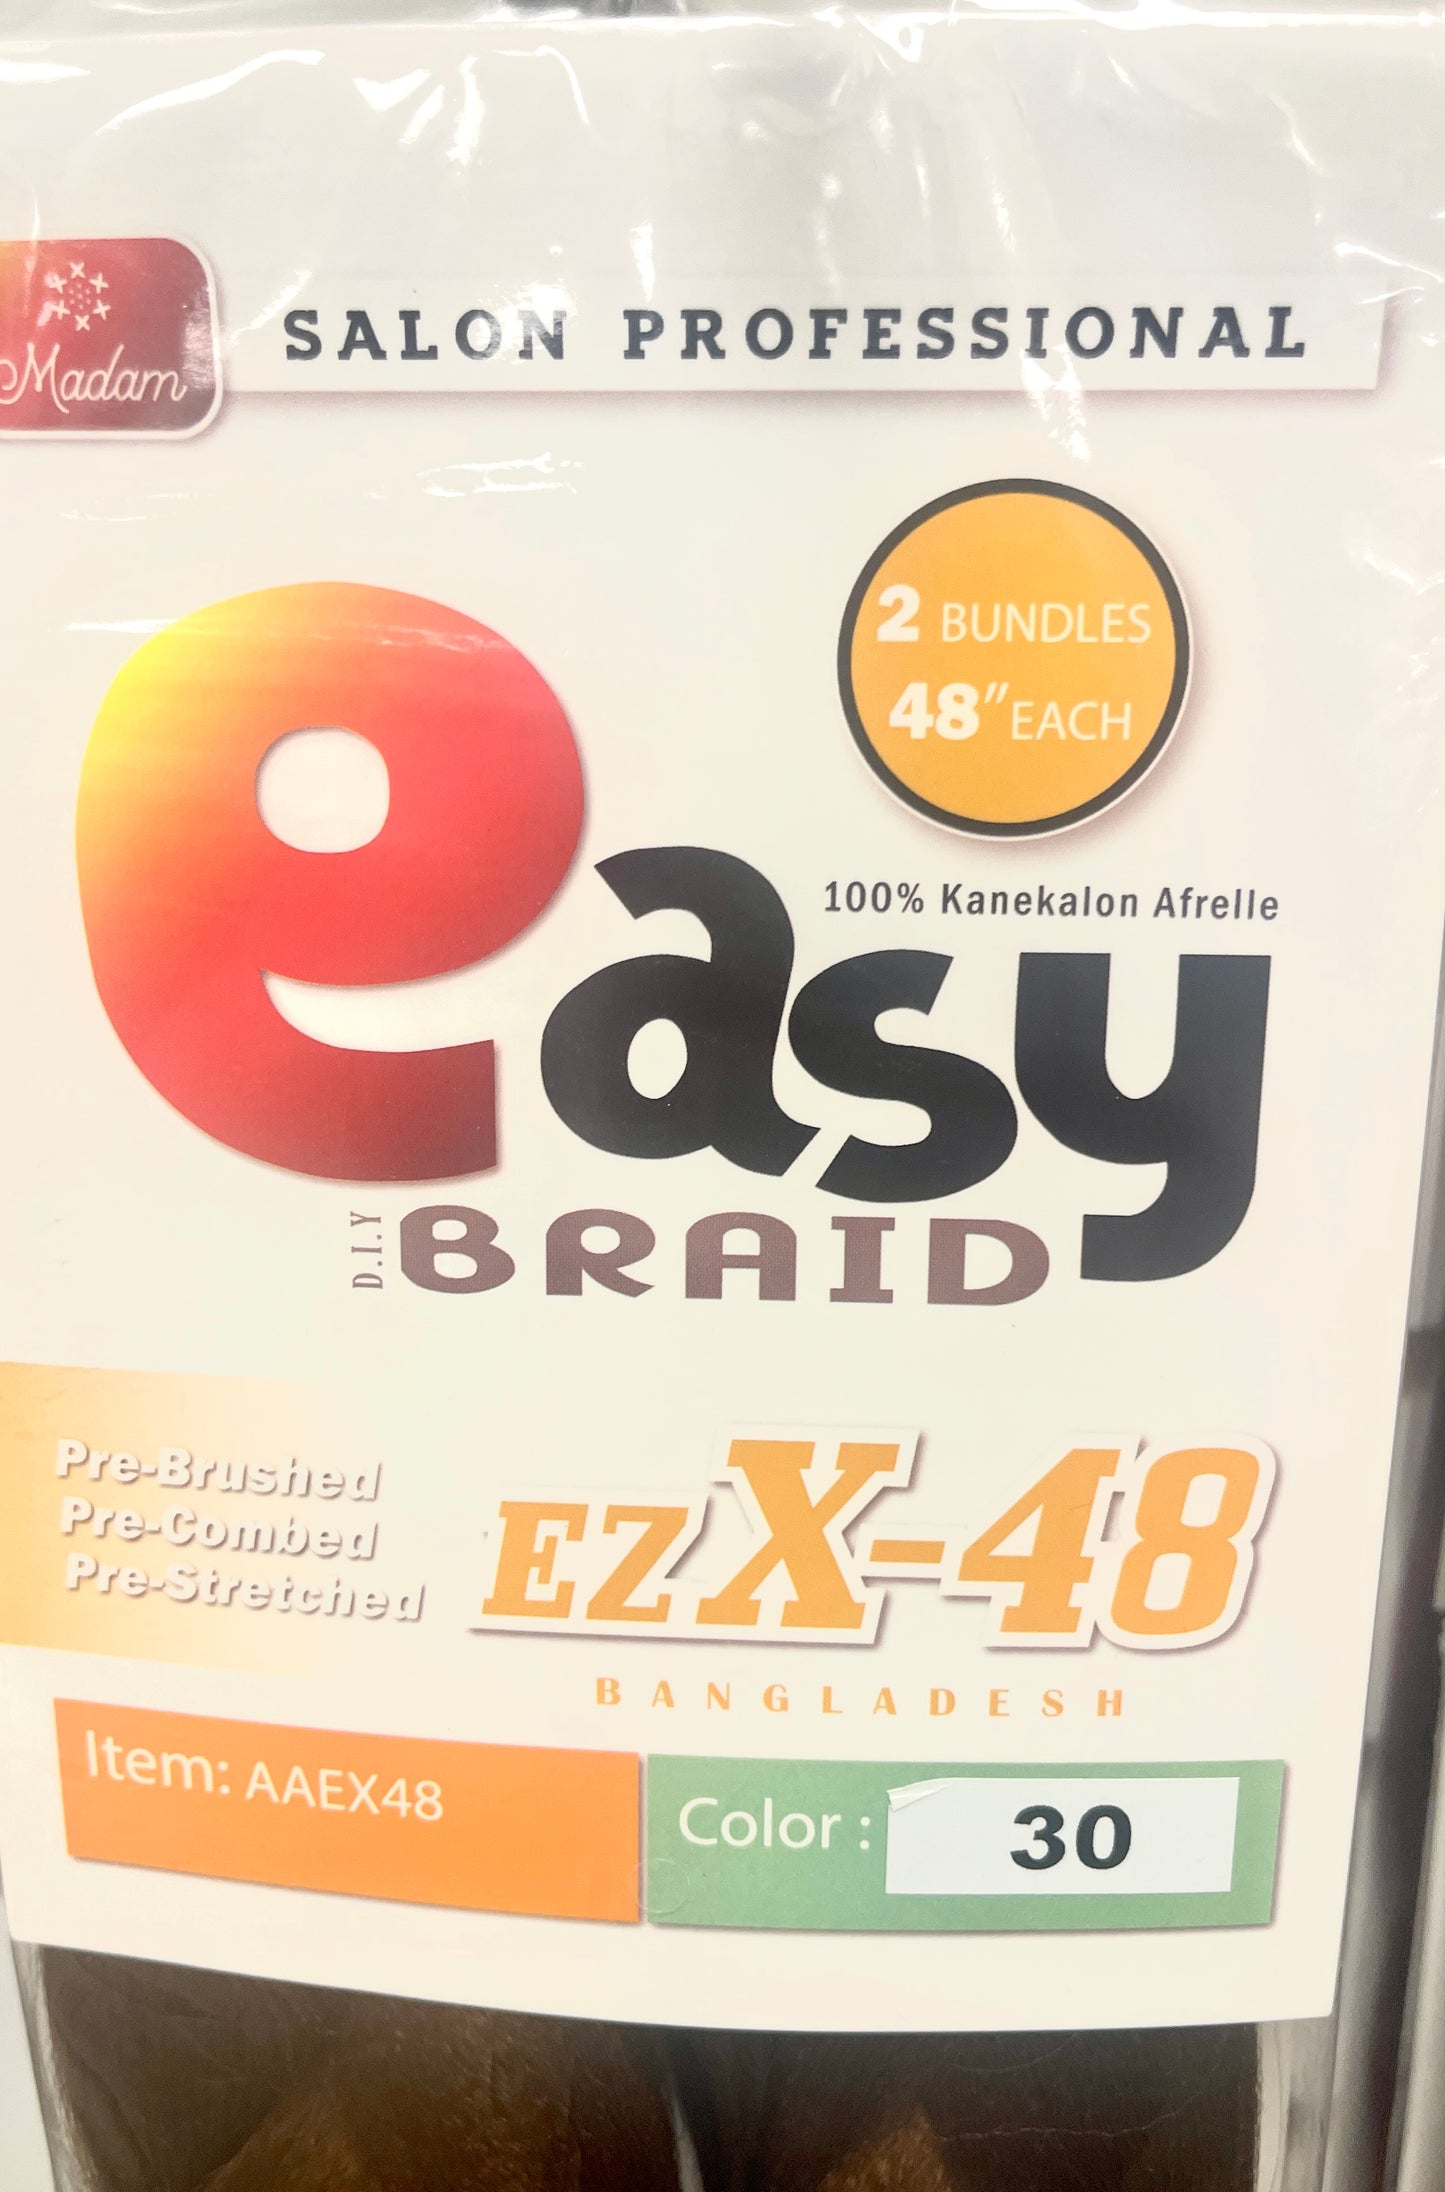 Madam
SALON PROFESSIONAL
2 BUNDLES
48" EACH
100% Kanekalon Afrelle
easy
D.I.Y BRAID
Pre-Brushed
Pre-Combed
Pre-Stretched
EZX-48
BANGLADESH
Item: AAEX48
Color : 30